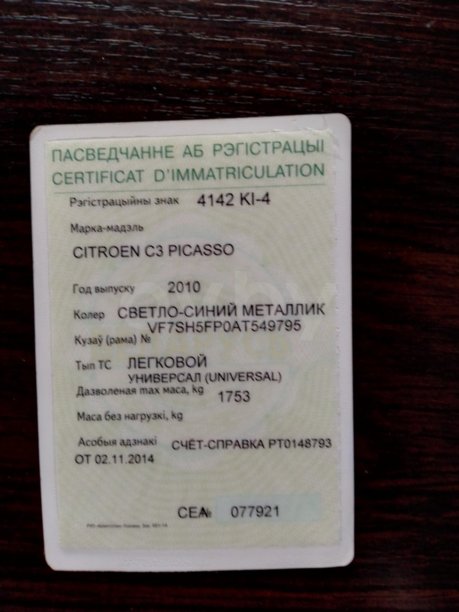 ПАСВЕДЧАННЕ АБ РЭГІСТРАЦЫІ
CERTIFICAT D'IMMATRICULATION
Рэгістрацыйны знак 4142 KI-4
Марка-мадэль
CITROEN C3 PICASSO
Год выпуску 2010
Колер СВЕТЛО-СИНИЙ МЕТАЛЛИК
VF7SH5FP0AT549795
Кузаў (рама) №
Тып ТС ЛЕГКОВОЙ
УНИВЕРСАЛ (UNIVERSAL)
Дазволеная max маса, kg 1753
Маса без нагрузкі, kg
Асобыя адзнакі СЧЁТ-СПРАВКА РТ0148793
ОТ 02.11.2014
СЕА№ 077921